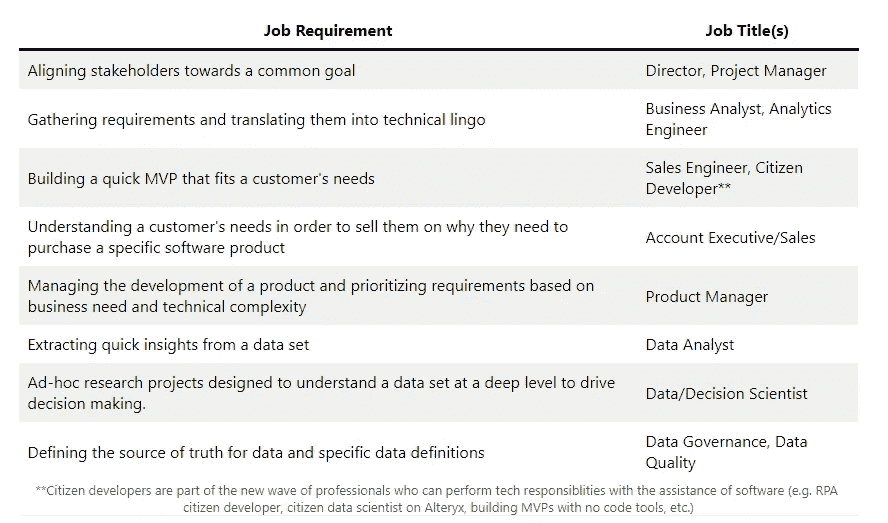 Job Requirement Job Title(s)
Aligning stakeholders towards a common goal Director, Project Manager
Gathering requirements and translating them into technical lingo
Business Analyst, Analytics
Engineer
Building a quick MVP that fits a customer's needs
Sales Engineer, Citizen
Developer**
Understanding a customer's needs in order to sell them on why they need to
purchase a specific software product
Account Executive/Sales
Managing the development of a product and prioritizing requirements based on
business need and technical complexity
Product Manager
Extracting quick insights from a data set Data Analyst
Ad-hoc research projects designed to understand a data set at a deep level to drive
decision making.
Data/Decision Scientist
Defining the source of truth for data and specific data definitions
Data Governance, Data
Quality
**Citizen developers are part of the new wave of professionals who can perform tech responsiblities with the assistance of software (e.g. RPA
citizen developer, citizen data scientist on Alteryx, building MVPs with no code tools, etc.)